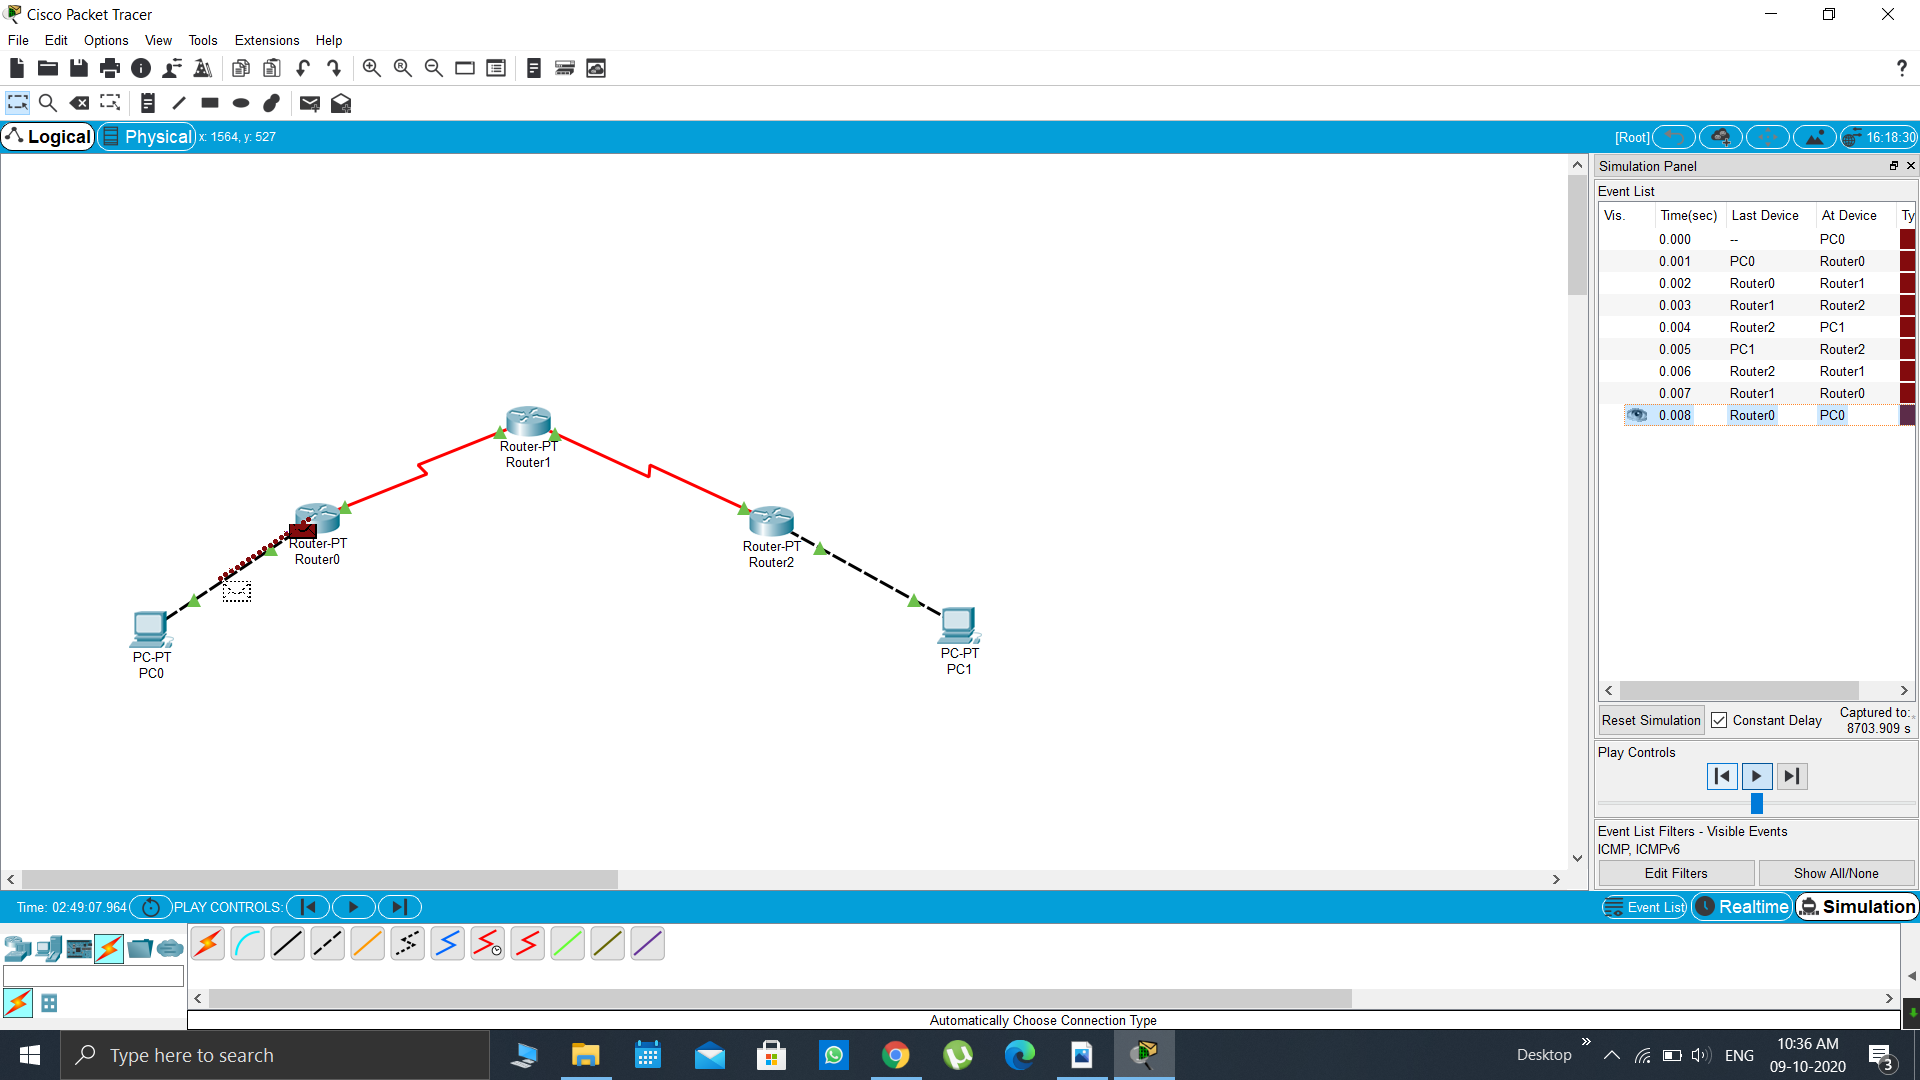 Cisco Packet Tracer
File Edit Options View Tools Extensions Help
Logical Physical x: 1564, y: 527 [Root] 16:18:30
Simulation Panel
Event List
Vis. Time(sec) Last Device At Device Ty
0.000 -- PC0
0.001 PC0 Router0
0.002 Router0 Router1
0.003 Router1 Router2
0.004 Router2 PC1
0.005 PC1 Router2
0.006 Router2 Router1
0.007 Router1 Router0
0.008 Router0 PC0
Router-PT
Router1
Router-PT
Router0
Router-PT
Router2
PC-PT
PC0
PC-PT
PC1
Reset Simulation Constant Delay Captured to:
8703.909 s
Play Controls
Event List Filters - Visible Events
ICMP, ICMPv6
Edit Filters Show All/None
Time: 02:49:07.964 PLAY CONTROLS: Event List Realtime Simulation
Automatically Choose Connection Type
Type here to search
Desktop ENG 10:36 AM
09-10-2020
3